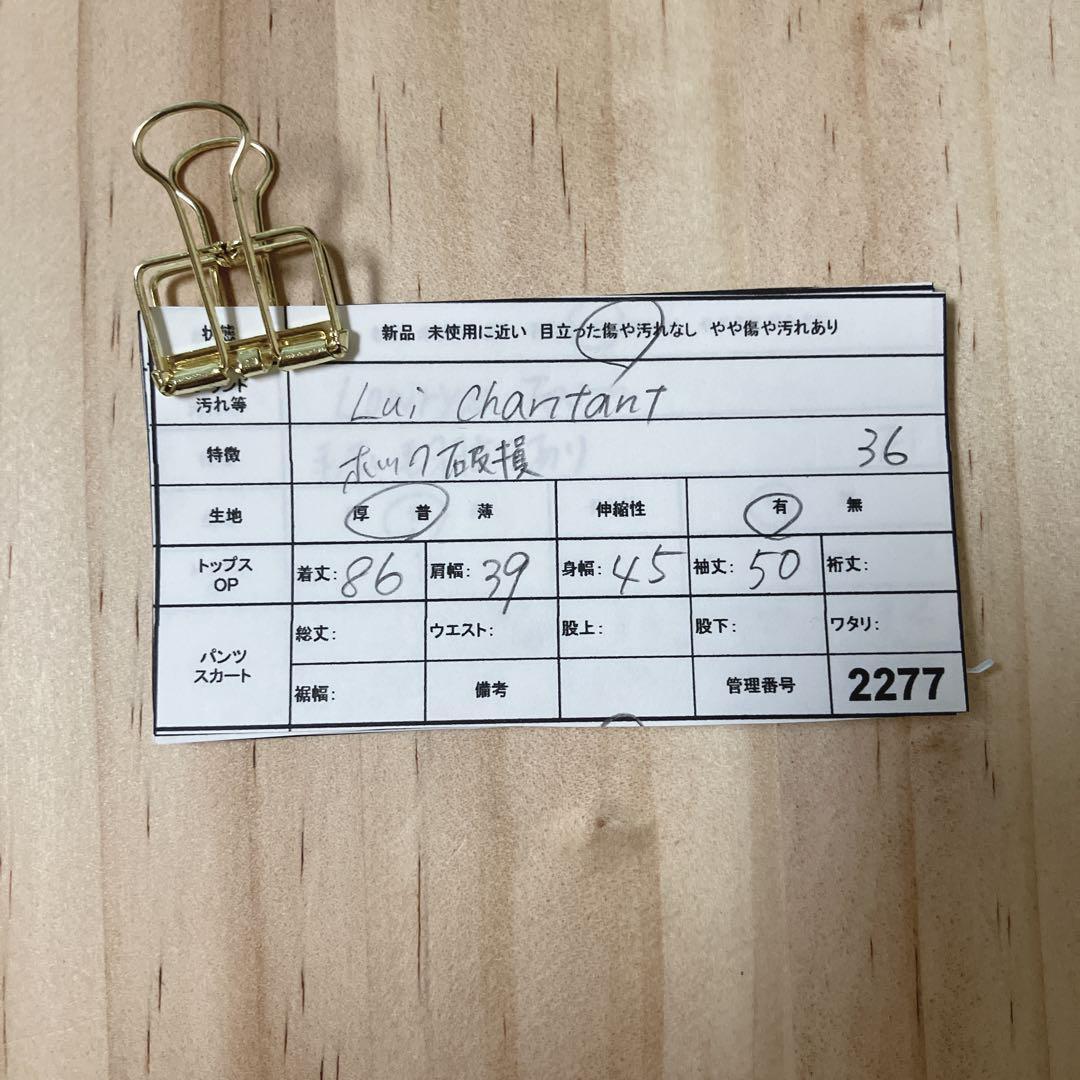 状態 新品 未使用に近い 目立った傷や汚れなし やや傷や汚れあり
汚れ等 Lui Chantant
特徴 ホック破損 36
生地 厚 普 薄 伸縮性 有 無
トップス OP 着丈: 86 肩幅: 39 身幅: 45 袖丈: 50 裄丈:
パンツ スカート 総丈: ウエスト: 股上: 股下: ワタリ:
裾幅: 備考 管理番号 2277